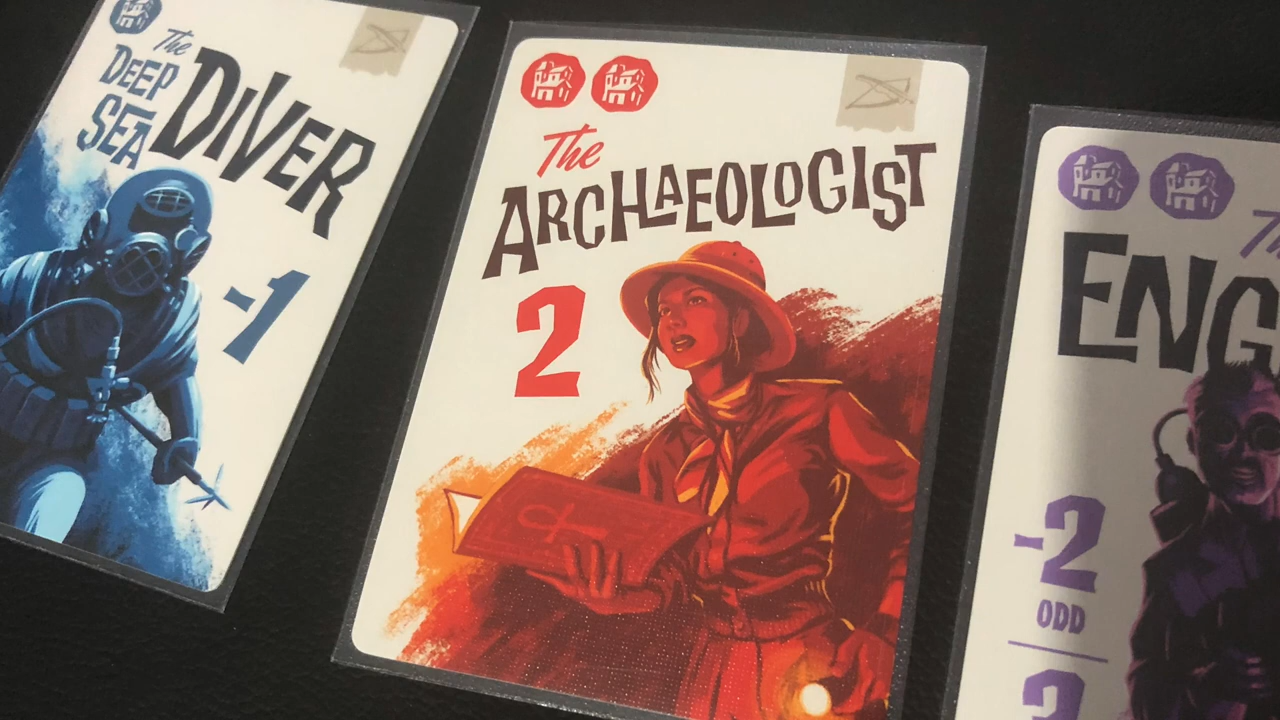 The
DEEP
SEA
DIVER
-1
The
ARCHAEOLOGIST
2
-2
ODD